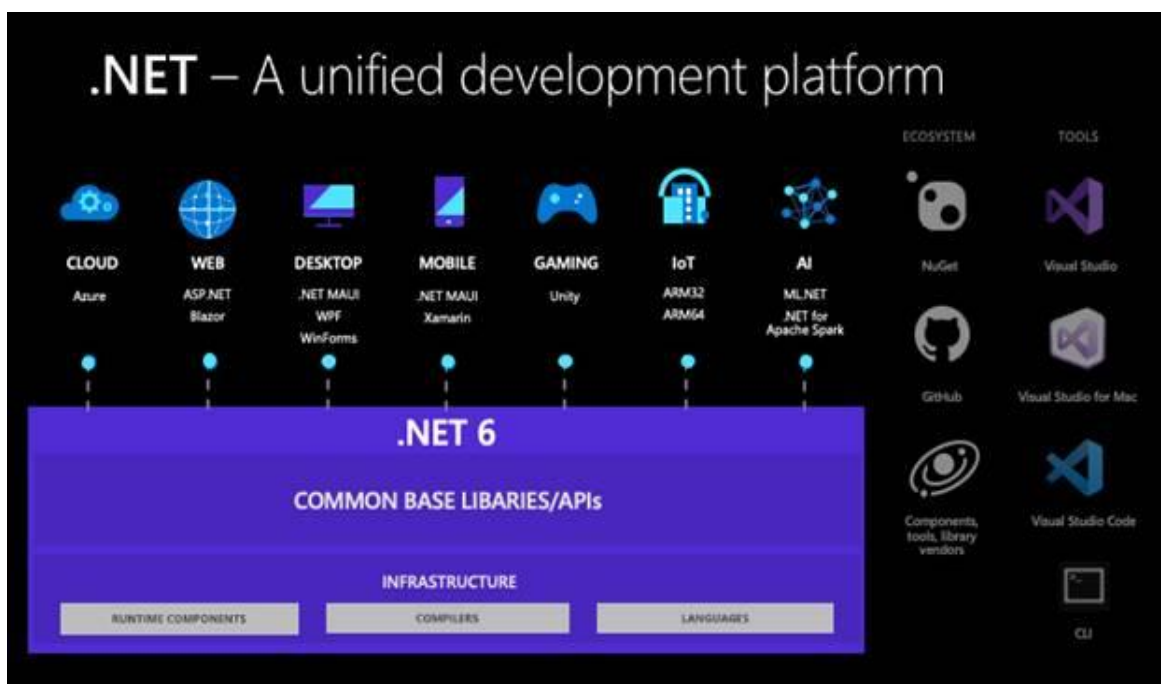 .NET – A unified development platform
ECOSYSTEM
TOOLS
CLOUD
Azure
WEB
ASP.NET
Blazor
DESKTOP
.NET MAUI
WPF
WinForms
MOBILE
.NET MAUI
Xamarin
GAMING
Unity
IoT
ARM32
ARM64
AI
ML.NET
.NET for
Apache Spark
NuGet
Visual Studio
GitHub
Visual Studio for Mac
Components,
tools, library
vendors
Visual Studio Code
CLI
.NET 6
COMMON BASE LIBARIES/APIs
INFRASTRUCTURE
RUNTIME COMPONENTS
COMPILERS
LANGUAGES